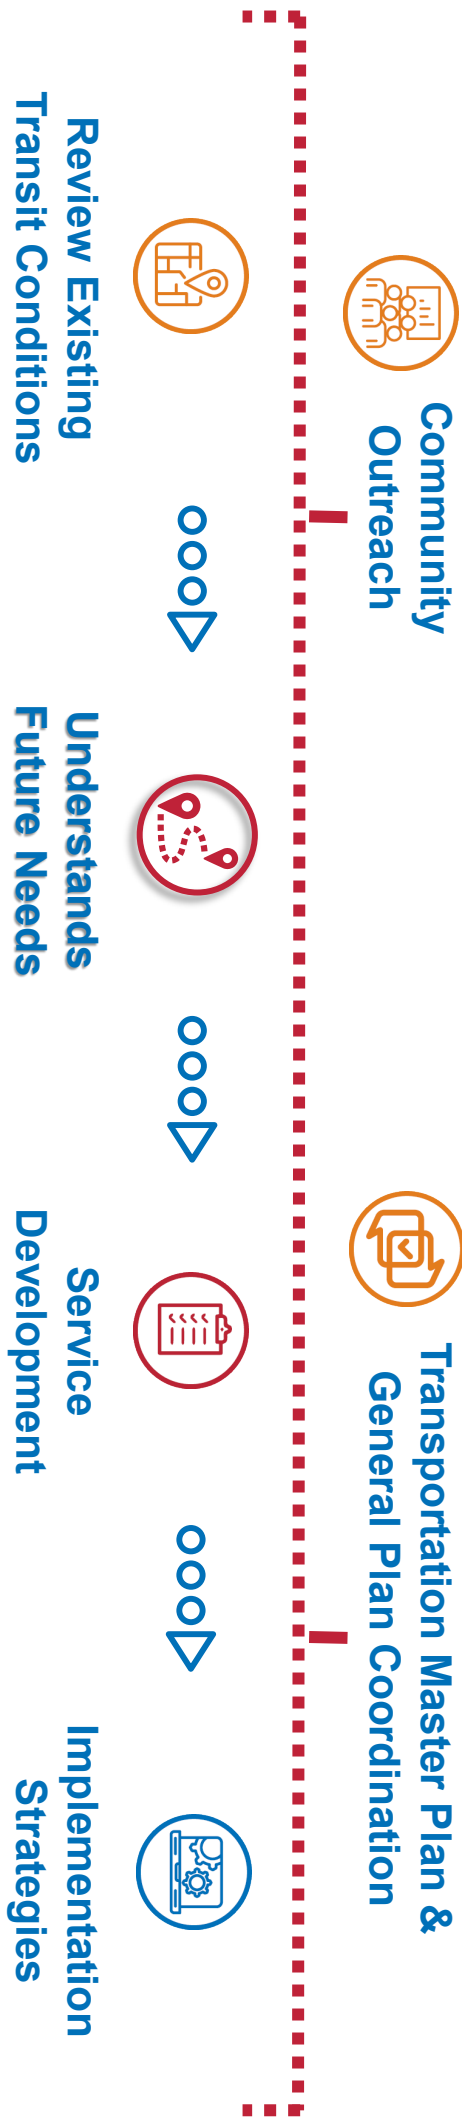 Community
Outreach
Transportation Master Plan &
General Plan Coordination
Review Existing
Transit Conditions
Understands
Future Needs
Service
Development
Implementation
Strategies